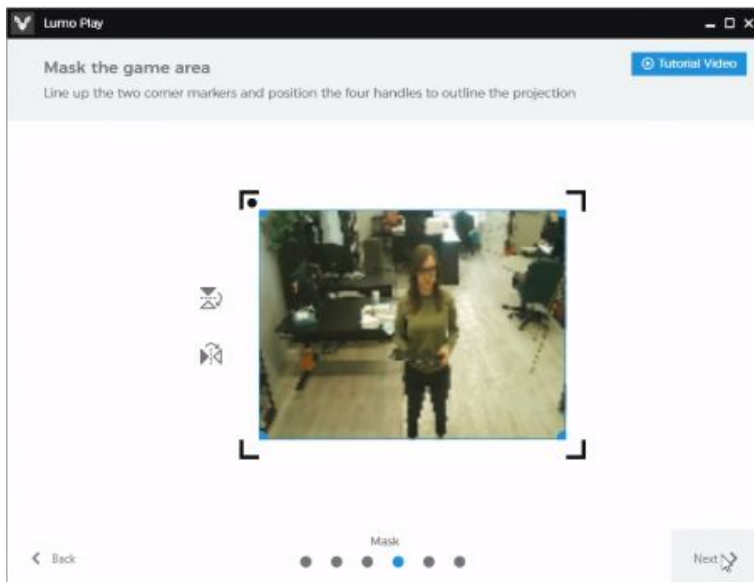 Lumo Play
Mask the game area
Tutorial Video
Line up the two corner markers and position the four handles to outline the projection
Mask
Back
Next